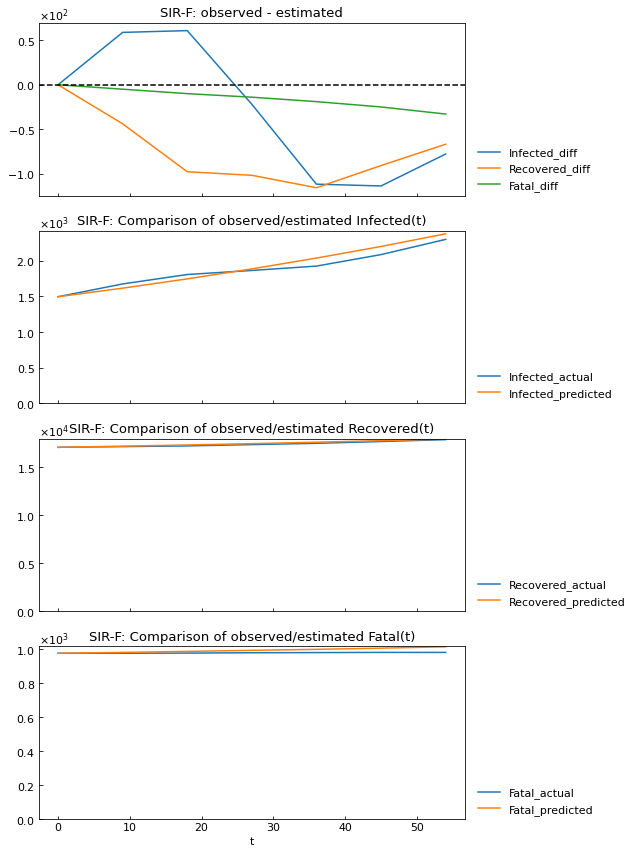 SIR-F: observed - estimated
×10²
0.5
0.0
−0.5
−1.0
Infected_diff
Recovered_diff
Fatal_diff
SIR-F: Comparison of observed/estimated Infected(t)
×10³
2.0
1.5
1.0
0.5
0.0
Infected_actual
Infected_predicted
SIR-F: Comparison of observed/estimated Recovered(t)
×10⁴
1.5
1.0
0.5
0.0
Recovered_actual
Recovered_predicted
SIR-F: Comparison of observed/estimated Fatal(t)
×10³
1.0
0.8
0.6
0.4
0.2
0.0
Fatal_actual
Fatal_predicted
0 10 20 30 40 50
t